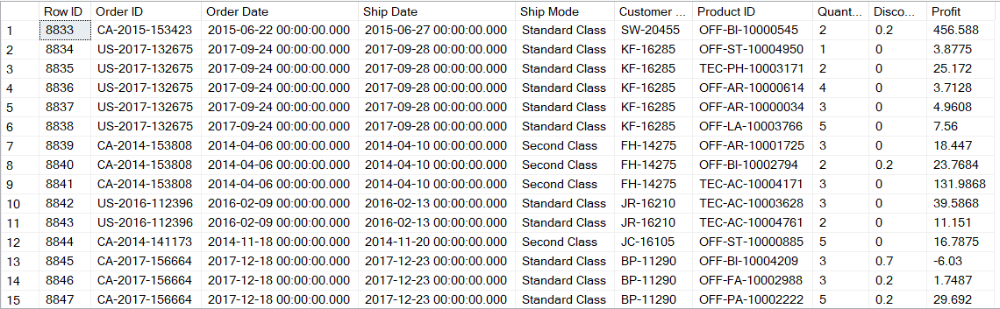 Row ID Order ID Order Date Ship Date Ship Mode Customer ... Product ID Quant... Disco... Profit
1 8833 CA-2015-153423 2015-06-22 00:00:00.000 2015-06-27 00:00:00.000 Standard Class SW-20455 OFF-BI-10000545 2 0.2 456.588
2 8834 US-2017-132675 2017-09-24 00:00:00.000 2017-09-28 00:00:00.000 Standard Class KF-16285 OFF-ST-10004950 1 0 3.8775
3 8835 US-2017-132675 2017-09-24 00:00:00.000 2017-09-28 00:00:00.000 Standard Class KF-16285 TEC-PH-10003171 2 0 25.172
4 8836 US-2017-132675 2017-09-24 00:00:00.000 2017-09-28 00:00:00.000 Standard Class KF-16285 OFF-AR-10000614 4 0 3.7128
5 8837 US-2017-132675 2017-09-24 00:00:00.000 2017-09-28 00:00:00.000 Standard Class KF-16285 OFF-AR-10000034 3 0 4.9608
6 8838 US-2017-132675 2017-09-24 00:00:00.000 2017-09-28 00:00:00.000 Standard Class KF-16285 OFF-LA-10003766 5 0 7.56
7 8839 CA-2014-153808 2014-04-06 00:00:00.000 2014-04-10 00:00:00.000 Second Class FH-14275 OFF-AR-10001725 3 0 18.447
8 8840 CA-2014-153808 2014-04-06 00:00:00.000 2014-04-10 00:00:00.000 Second Class FH-14275 OFF-BI-10002794 2 0.2 23.7684
9 8841 CA-2014-153808 2014-04-06 00:00:00.000 2014-04-10 00:00:00.000 Second Class FH-14275 TEC-AC-10004171 3 0 131.9868
10 8842 US-2016-112396 2016-02-09 00:00:00.000 2016-02-13 00:00:00.000 Standard Class JR-16210 TEC-AC-10003628 3 0 39.5868
11 8843 US-2016-112396 2016-02-09 00:00:00.000 2016-02-13 00:00:00.000 Standard Class JR-16210 TEC-AC-10004761 2 0 11.151
12 8844 CA-2014-141173 2014-11-18 00:00:00.000 2014-11-20 00:00:00.000 Second Class JC-16105 OFF-ST-10000885 5 0 16.7875
13 8845 CA-2017-156664 2017-12-18 00:00:00.000 2017-12-23 00:00:00.000 Standard Class BP-11290 OFF-BI-10004209 3 0.7 -6.03
14 8846 CA-2017-156664 2017-12-18 00:00:00.000 2017-12-23 00:00:00.000 Standard Class BP-11290 OFF-FA-10002988 3 0.2 1.7487
15 8847 CA-2017-156664 2017-12-18 00:00:00.000 2017-12-23 00:00:00.000 Standard Class BP-11290 OFF-PA-10002222 5 0.2 29.692